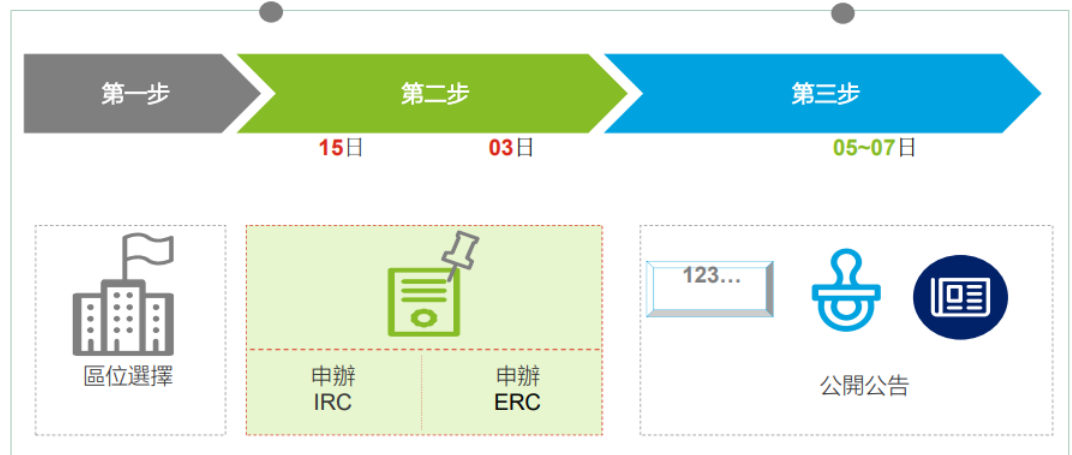 第一步
第二步
第三步
15日
03日
05~07日
123...
區位選擇
申辦
IRC
申辦
ERC
公開公告